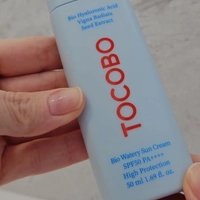 Bio Hyaluronic Acid
Vigna Radiata
Seed Extract
TOCOBO
Bio Watery Sun Cream
SPF50 PA++++
High Protection
50 ml 1.69 fl. oz.